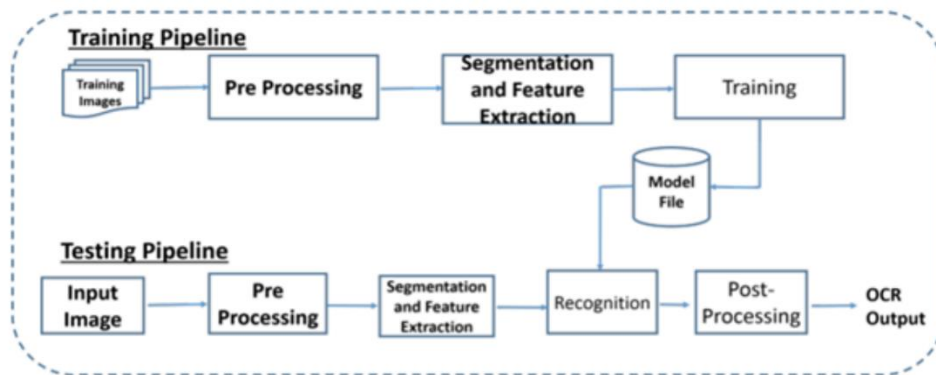 Training Pipeline
Training
Images
Pre Processing
Segmentation
and Feature
Extraction
Training
Model
File
Testing Pipeline
Input
Image
Pre
Processing
Segmentation
and Feature
Extraction
Recognition
Post-
Processing
OCR
Output